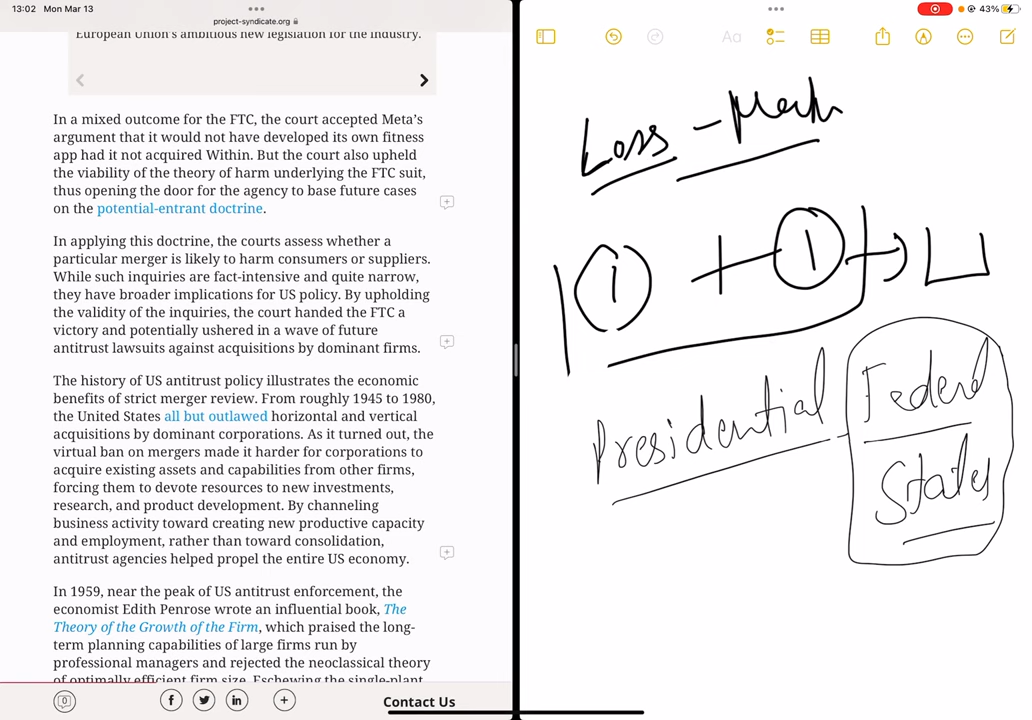 13:02 Mon Mar 13
project-syndicate.org
43%
European Union's ambitious new legislation for the industry.
In a mixed outcome for the FTC, the court accepted Meta's
argument that it would not have developed its own fitness
app had it not acquired Within. But the court also upheld
the viability of the theory of harm underlying the FTC suit,
thus opening the door for the agency to base future cases
on the potential-entrant doctrine.
In applying this doctrine, the courts assess whether a
particular merger is likely to harm consumers or suppliers.
While such inquiries are fact-intensive and quite narrow,
they have broader implications for US policy. By upholding
the validity of the inquiries, the court handed the FTC a
victory and potentially ushered in a wave of future
antitrust lawsuits against acquisitions by dominant firms.
The history of US antitrust policy illustrates the economic
benefits of strict merger review. From roughly 1945 to 1980,
the United States all but outlawed horizontal and vertical
acquisitions by dominant corporations. As it turned out, the
virtual ban on mergers made it harder for corporations to
acquire existing assets and capabilities from other firms,
forcing them to devote resources to new investments,
research, and product development. By channeling
business activity toward creating new productive capacity
and employment, rather than toward consolidation,
antitrust agencies helped propel the entire US economy.
In 1959, near the peak of US antitrust enforcement, the
economist Edith Penrose wrote an influential book, The
Theory of the Growth of the Firm, which praised the long-
term planning capabilities of large firms run by
professional managers and rejected the neoclassical theory
of optimally efficient firm size. Eschewing the single-plant
0
Contact Us
Aa
Loss -
1 + 1 →
Presidential - Federal
States